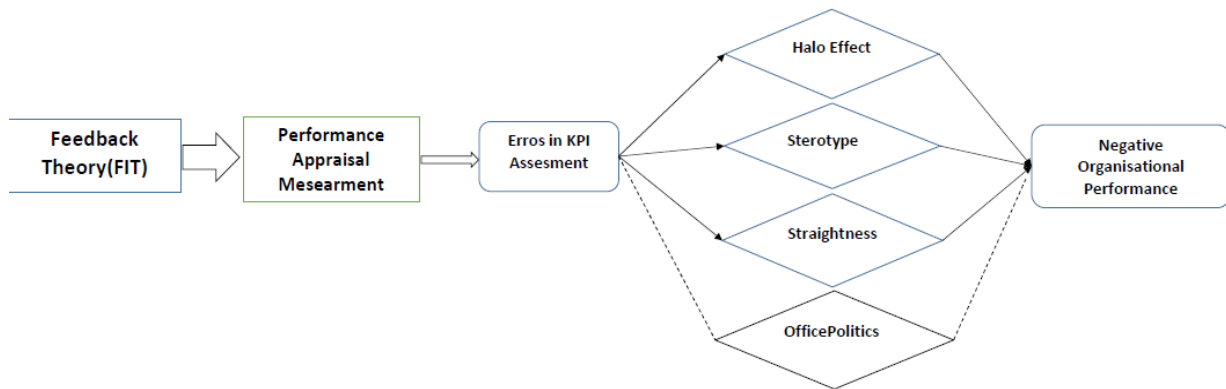 Feedback
Theory(FIT)
Performance
Appraisal
Mesearment
Erros in KPI
Assesment
Halo Effect
Sterotype
Straightness
OfficePolitics
Negative
Organisational
Performance